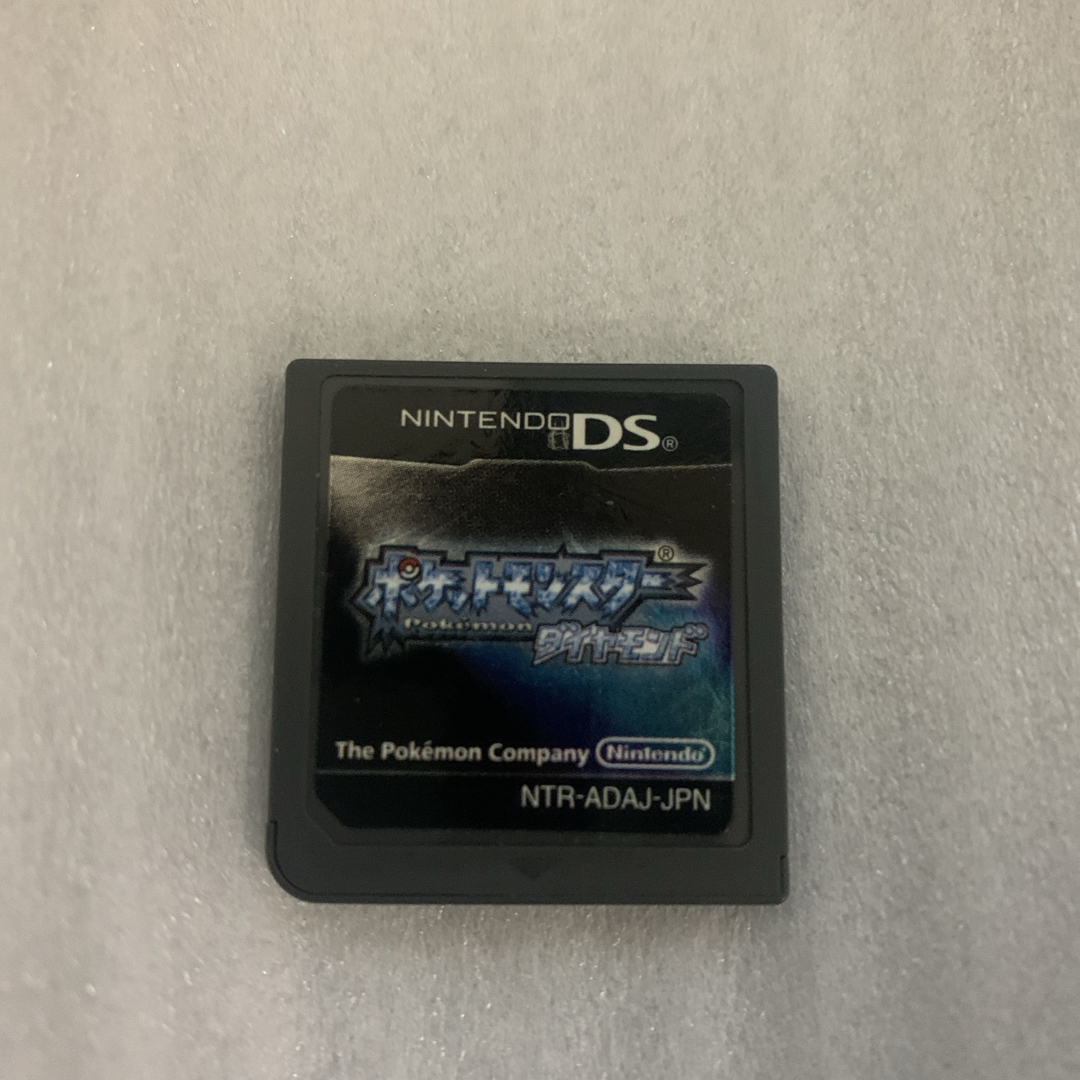 NINTENDO DS®
ポケットモンスター®
Pokémon
ダイヤモンド
The Pokémon Company Nintendo®
NTR-ADAJ-JPN